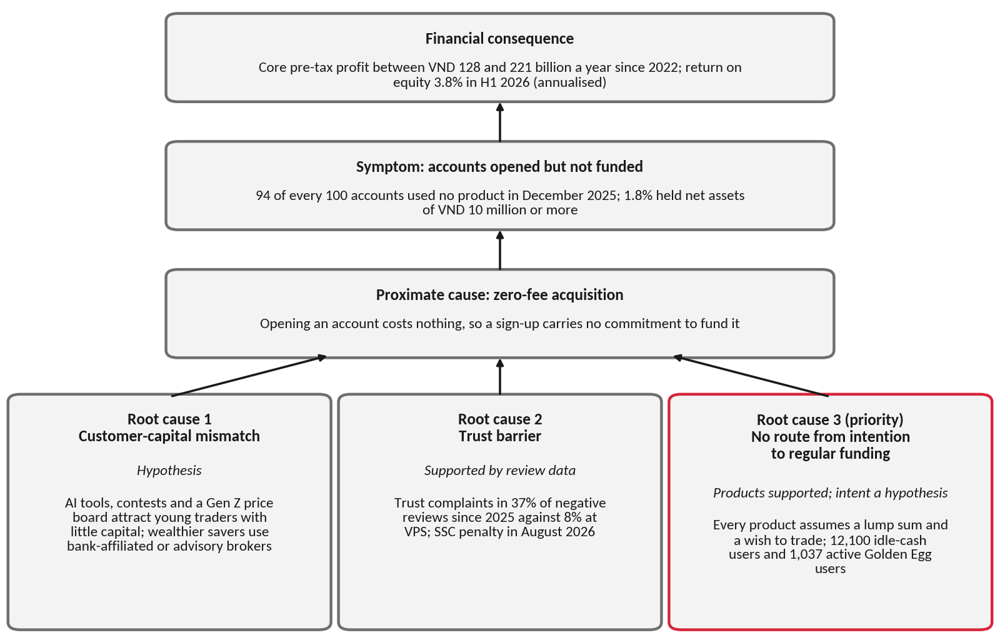 Financial consequence
Core pre-tax profit between VND 128 and 221 billion a year since 2022; return on
equity 3.8% in H1 2026 (annualised)
Symptom: accounts opened but not funded
94 of every 100 accounts used no product in December 2025; 1.8% held net assets
of VND 10 million or more
Proximate cause: zero-fee acquisition
Opening an account costs nothing, so a sign-up carries no commitment to fund it
Root cause 1
Customer-capital mismatch
Hypothesis
AI tools, contests and a Gen Z price
board attract young traders with
little capital; wealthier savers use
bank-affiliated or advisory brokers
Root cause 2
Trust barrier
Supported by review data
Trust complaints in 37% of negative
reviews since 2025 against 8% at
VPS; SSC penalty in August 2026
Root cause 3 (priority)
No route from intention
to regular funding
Products supported; intent a hypothesis
Every product assumes a lump sum and
a wish to trade; 12,100 idle-cash
users and 1,037 active Golden Egg
users